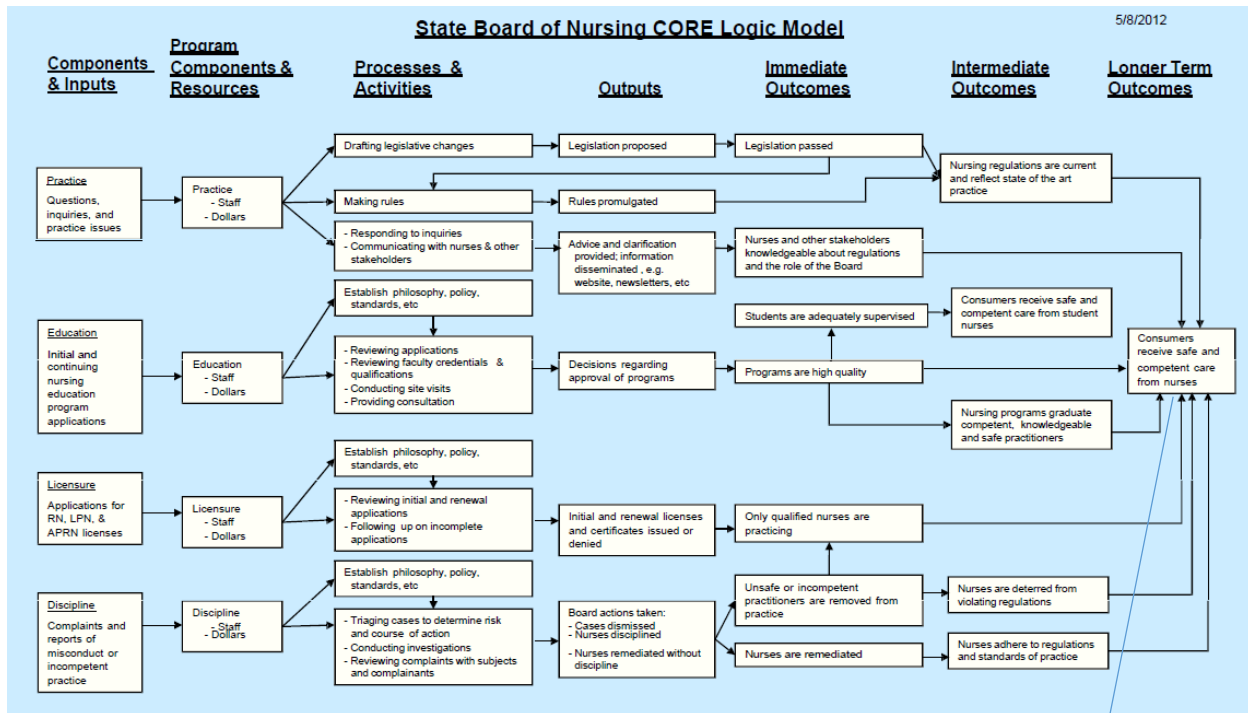 State Board of Nursing CORE Logic Model
5/8/2012
Components
& Inputs
Program
Components &
Resources
Processes &
Activities
Outputs
Immediate
Outcomes
Intermediate
Outcomes
Longer Term
Outcomes
Practice
Questions,
inquiries, and
practice issues
Practice
- Staff
- Dollars
Drafting legislative changes
Legislation proposed
Legislation passed
Making rules
Rules promulgated
Nursing regulations are current
and reflect state of the art
practice
- Responding to inquiries
- Communicating with nurses & other
stakeholders
Advice and clarification
provided; information
disseminated , e.g.
website, newsletters, etc
Nurses and other stakeholders
knowledgeable about regulations
and the role of the Board
Education
Initial and
continuing
nursing
education
program
applications
Education
- Staff
- Dollars
Establish philosophy, policy,
standards, etc
- Reviewing applications
- Reviewing faculty credentials &
qualifications
- Conducting site visits
- Providing consultation
Decisions regarding
approval of programs
Students are adequately supervised
Programs are high quality
Consumers receive safe and
competent care from student
nurses
Nursing programs graduate
competent, knowledgeable
and safe practitioners
Consumers
receive safe and
competent care
from nurses
Licensure
Applications for
RN, LPN, &
APRN licenses
Licensure
- Staff
- Dollars
Establish philosophy, policy,
standards, etc
- Reviewing initial and renewal
applications
- Following up on incomplete
applications
Initial and renewal licenses
and certificates issued or
denied
Only qualified nurses are
practicing
Discipline
Complaints and
reports of
misconduct or
incompetent
practice
Discipline
- Staff
- Dollars
Establish philosophy, policy,
standards, etc
- Triaging cases to determine risk
and course of action
- Conducting investigations
- Reviewing complaints with subjects
and complainants
Board actions taken:
- Cases dismissed
- Nurses disciplined
- Nurses remediated without
discipline
Unsafe or incompetent
practitioners are removed from
practice
Nurses are remediated
Nurses are deterred from
violating regulations
Nurses adhere to regulations
and standards of practice